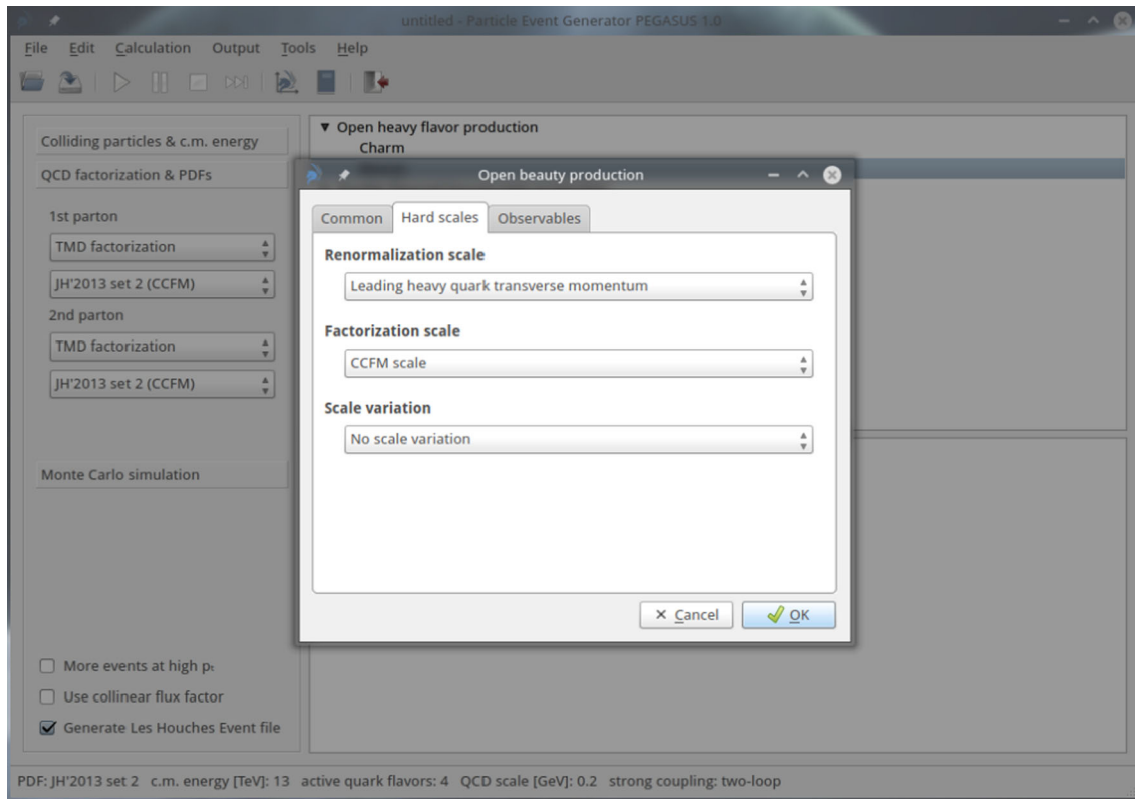 untitled - Particle Event Generator PEGASUS 1.0
File Edit Calculation Output Tools Help
Colliding particles & c.m. energy
QCD factorization & PDFs
1st parton
TMD factorization
JH'2013 set 2 (CCFM)
2nd parton
TMD factorization
JH'2013 set 2 (CCFM)
Monte Carlo simulation
More events at high pₜ
Use collinear flux factor
Generate Les Houches Event file
▼ Open heavy flavor production
Charm
Open beauty production
Common Hard scales Observables
Renormalization scale
Leading heavy quark transverse momentum
Factorization scale
CCFM scale
Scale variation
No scale variation
Cancel OK
PDF: JH'2013 set 2 c.m. energy [TeV]: 13 active quark flavors: 4 QCD scale [GeV]: 0.2 strong coupling: two-loop